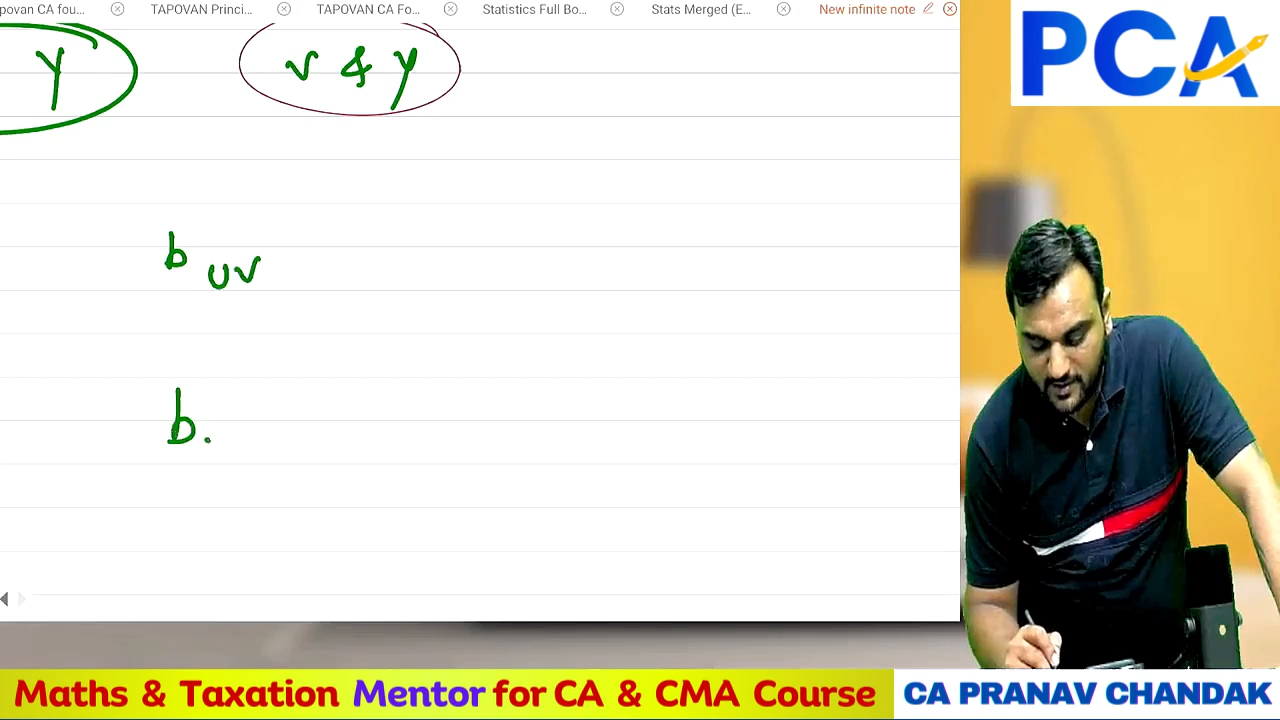 povan CA fou... TAPOVAN Princi... TAPOVAN CA Fo... Statistics Full Bo... Stats Merged (E... New infinite note
y v & y
b uv
b.
PCA
Maths & Taxation Mentor for CA & CMA Course
CA PRANAV CHANDAK